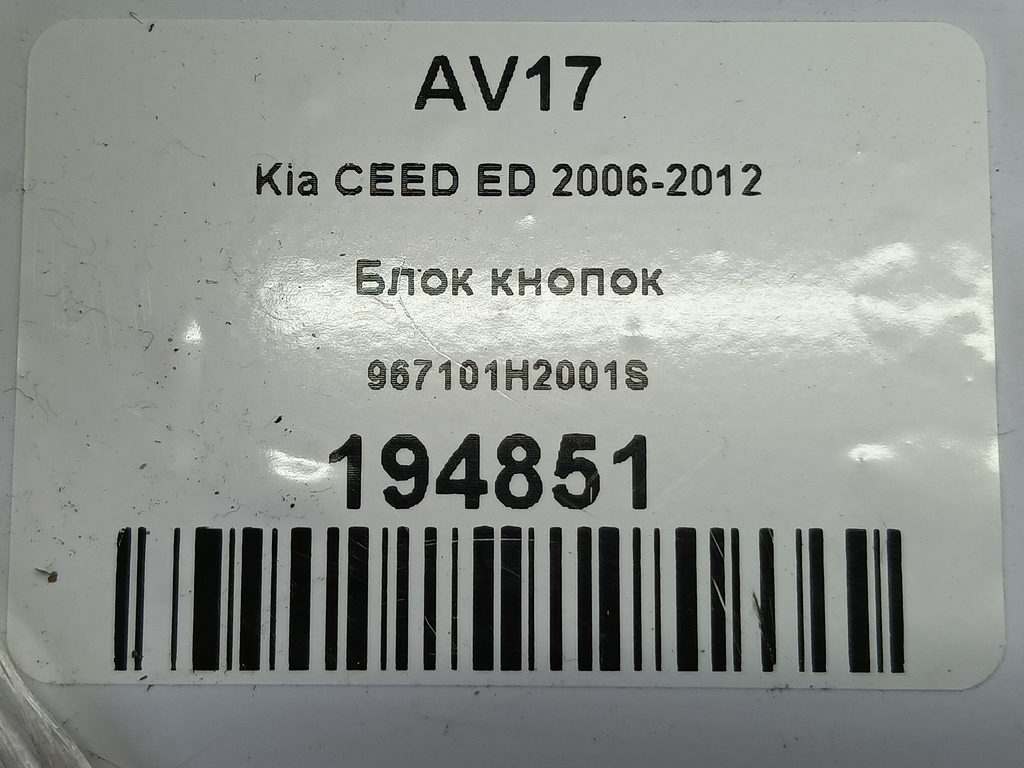 AV17
Kia CEED ED 2006-2012
Блок кнопок
967101H2001S
194851